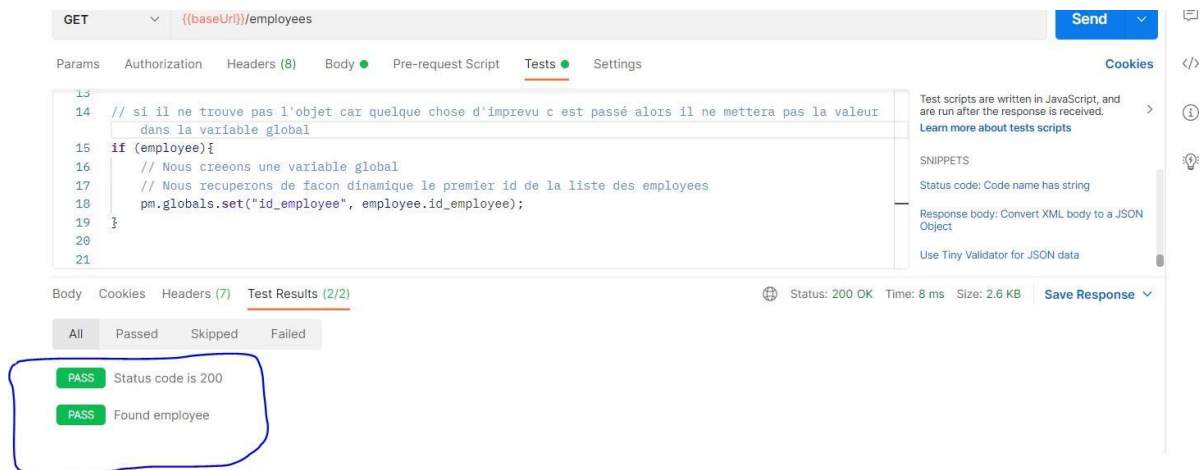 GET {{baseUrl}}/employees Send
Params Authorization Headers (8) Body Pre-request Script Tests Settings Cookies
13
14 // si il ne trouve pas l'objet car quelque chose d'imprevu c est passé alors il ne mettera pas la valeur
dans la variable global
15 if (employee){
16 // Nous creeons une variable global
17 // Nous recuperons de facon dinamique le premier id de la liste des employees
18 pm.globals.set("id_employee", employee.id_employee);
19 }
20
21
Test scripts are written in JavaScript, and
are run after the response is received.
Learn more about tests scripts
SNIPPETS
Status code: Code name has string
Response body: Convert XML body to a JSON
Object
Use Tiny Validator for JSON data
Body Cookies Headers (7) Test Results (2/2) Status: 200 OK Time: 8 ms Size: 2.6 KB Save Response
All Passed Skipped Failed
PASS Status code is 200
PASS Found employee